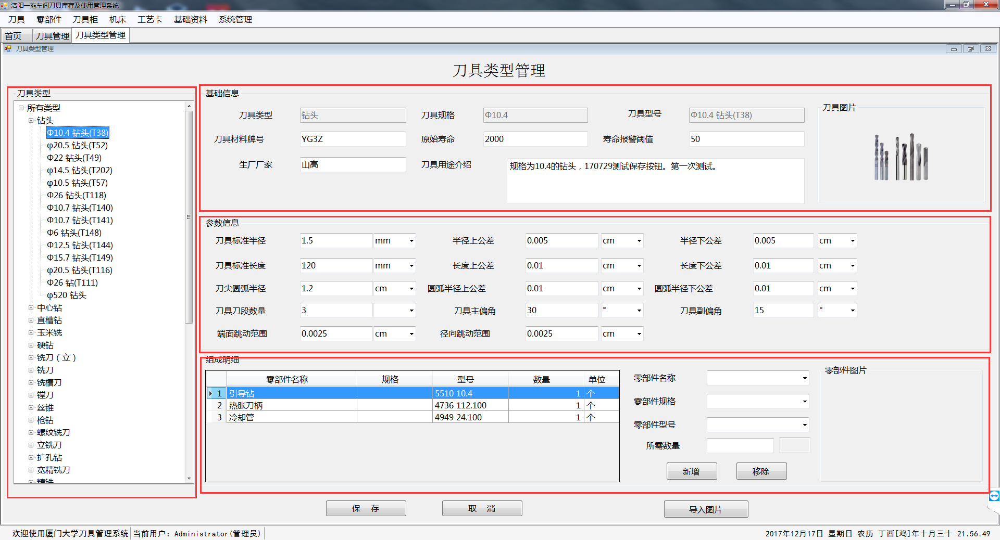 洛阳一拖车间刀具库存及使用管理系统
刀具 零部件 刀具柜 机床 工艺卡 基础资料 系统管理
首页 刀具管理 刀具类型管理
刀具类型管理
刀具类型管理
刀具类型
所有类型
钻头
Φ10.4 钻头(T38)
φ20.5 钻头(T52)
Φ22 钻头(T49)
φ14.5 钻头(T202)
φ10.5 钻头(T57)
Φ26 钻头(T118)
Φ10.7 钻头(T140)
Φ10.7 钻头(T141)
Φ6 钻头(T148)
Φ12.5 钻头(T144)
Φ15.7 钻头(T149)
φ20.5 钻头(T116)
Φ26 钻(T111)
φ520 钻头
中心钻
直槽钻
玉米铣
硬钻
铣刀（立）
铣刀
铣槽刀
镗刀
丝锥
枪钻
螺纹铣刀
立铣刀
扩孔钻
宽精铣刀
精铣
基础信息
刀具类型 钻头 刀具规格 Φ10.4 刀具型号 Φ10.4 钻头(T38)
刀具材料牌号 YG3Z 原始寿命 2000 寿命报警阈值 50
生厂厂家 山高 刀具用途介绍 规格为10.4的钻头，170729测试保存按钮。第一次测试。
刀具图片
参数信息
刀具标准半径 1.5 mm 半径上公差 0.005 cm 半径下公差 0.005 cm
刀具标准长度 120 mm 长度上公差 0.01 cm 长度下公差 0.01 cm
刀尖圆弧半径 1.2 cm 圆弧半径上公差 0.01 cm 圆弧半径下公差 0.01 cm
刀具刀段数量 3 刀具主偏角 30 ° 刀具副偏角 15 °
端面跳动范围 0.0025 cm 径向跳动范围 0.0025 cm
组成明细
零部件名称 规格 型号 数量 单位
1 引导钻 5510 10.4 1 个
2 热胀刀柄 4736 112.100 1 个
3 冷却管 4949 24.100 1 个
零部件名称
零部件规格
零部件型号
所需数量
新增 移除
零部件图片
保 存 取 消 导入图片
欢迎使用厦门大学刀具管理系统 当前用户：Administrator(管理员) 2017年12月17日 星期日 农历 丁酉[鸡]年十月三十 21:56:49